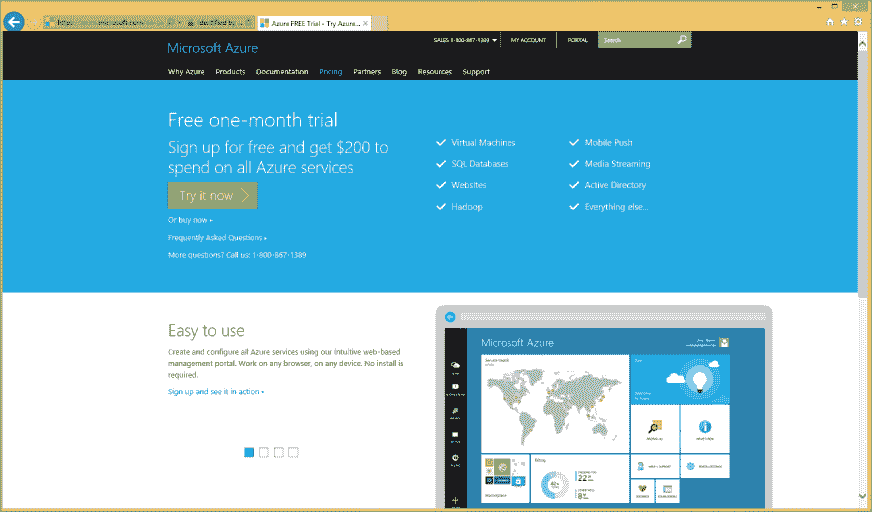 Azure FREE Trial - Try Azure...
Microsoft Azure
SALES 1-800-867-1389
MY ACCOUNT
PORTAL
Search
Why Azure Products Documentation Pricing Partners Blog Resources Support
Free one-month trial
Sign up for free and get $200 to
spend on all Azure services
Try it now
Or buy now
Frequently Asked Questions
More questions? Call us: 1-800-867-1389
Virtual Machines
SQL Databases
Websites
Hadoop
Mobile Push
Media Streaming
Active Directory
Everything else...
Easy to use
Create and configure all Azure services using our intuitive web-based
management portal. Work on any browser, on any device. No install is
required.
Sign up and see it in action
Microsoft Azure